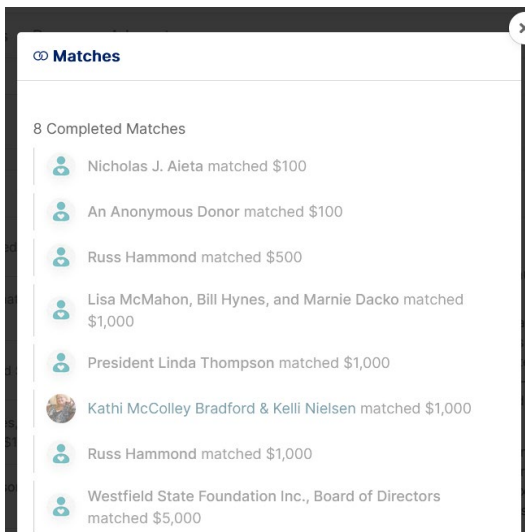 Matches
8 Completed Matches
Nicholas J. Aieta matched $100
An Anonymous Donor matched $100
Russ Hammond matched $500
Lisa McMahon, Bill Hynes, and Marnie Dacko matched
$1,000
President Linda Thompson matched $1,000
Kathi McColley Bradford & Kelli Nielsen matched $1,000
Russ Hammond matched $1,000
Westfield State Foundation Inc., Board of Directors
matched $5,000